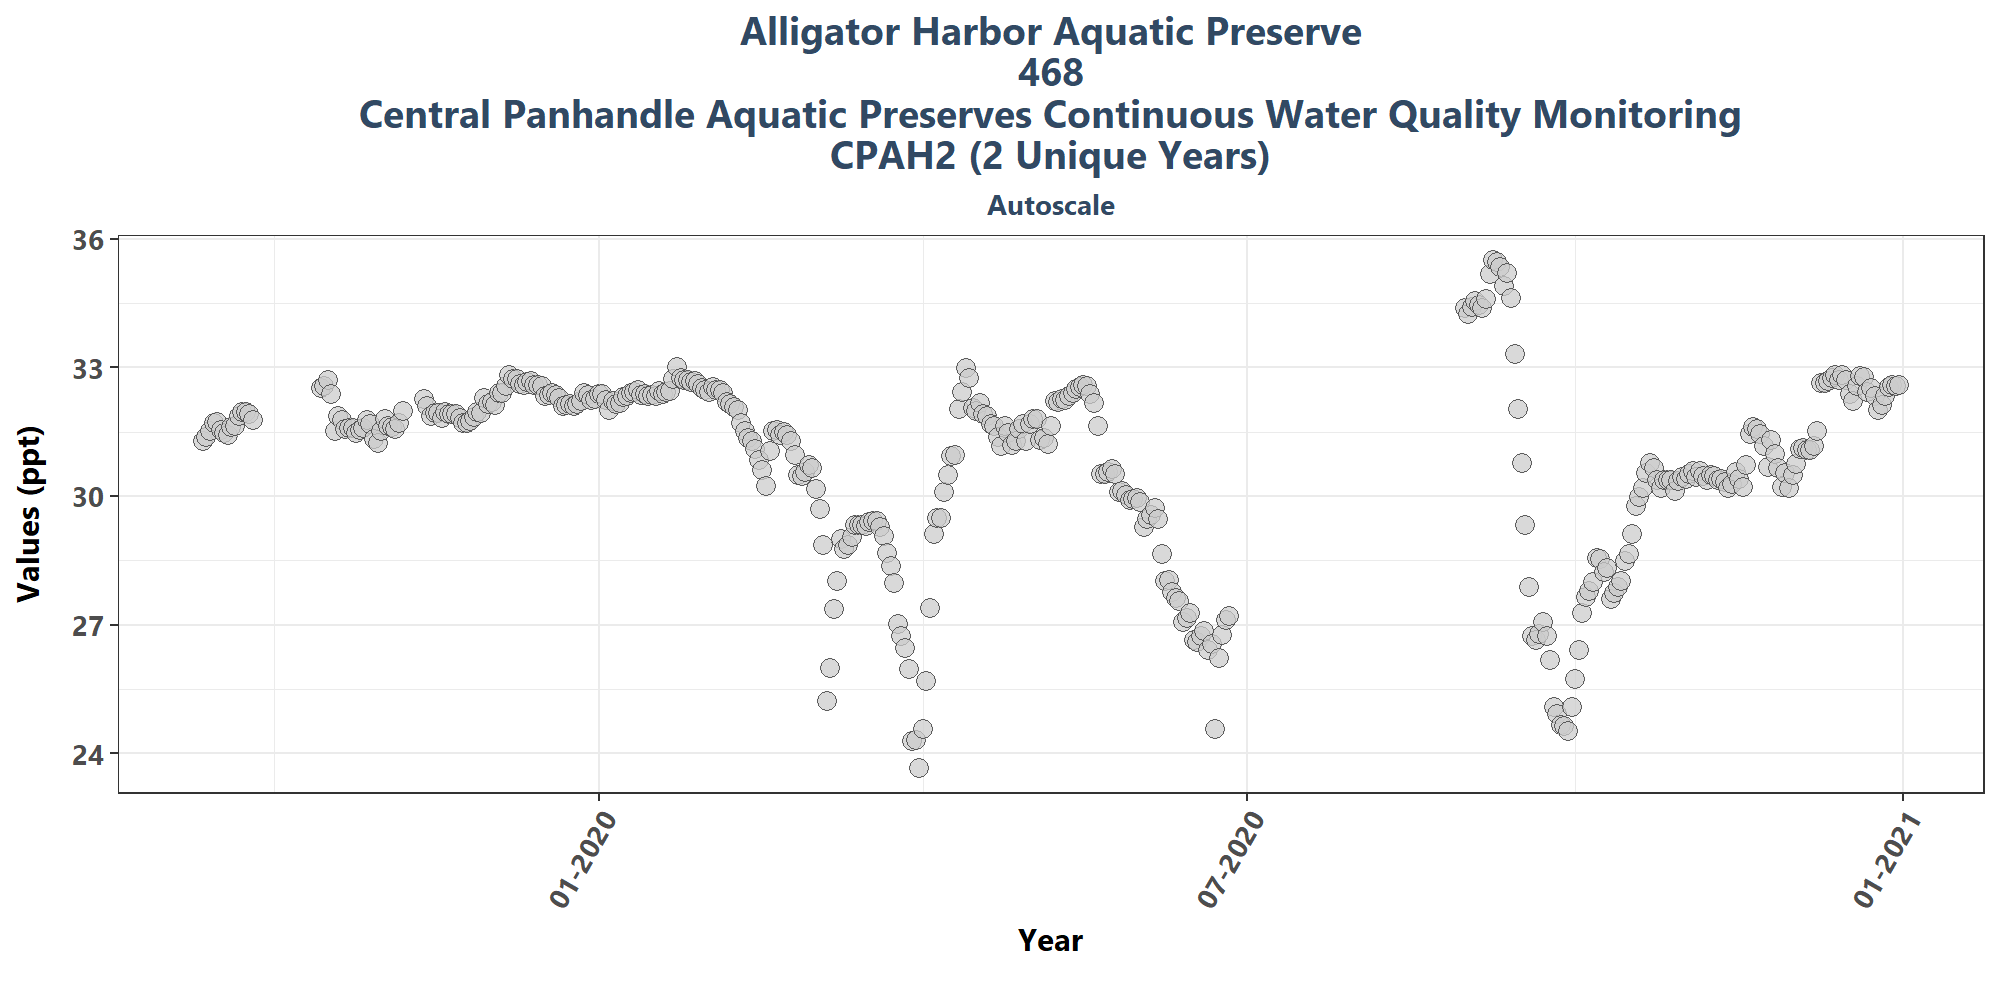 Alligator Harbor Aquatic Preserve
468
Central Panhandle Aquatic Preserves Continuous Water Quality Monitoring
CPAH2 (2 Unique Years)
Autoscale
36
33
30
27
24
Values (ppt)
01-2020
07-2020
01-2021
Year